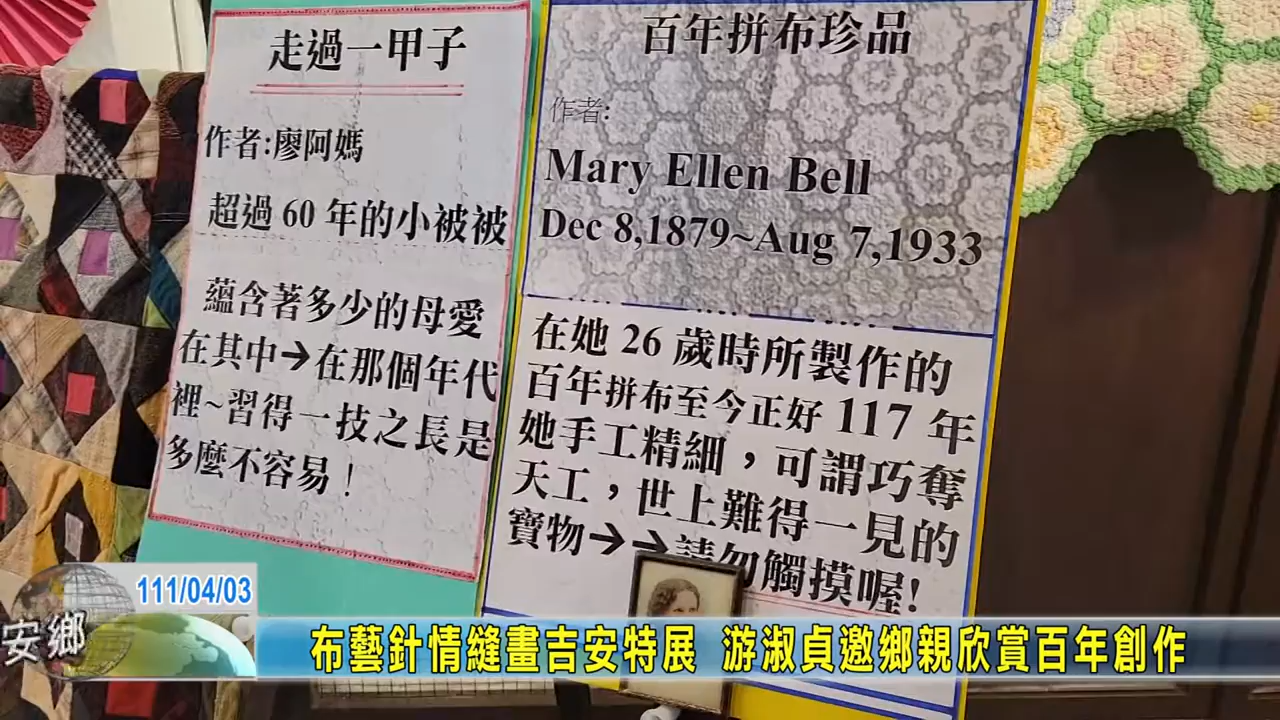 走過一甲子
作者:廖阿媽
超過60年的小被被
蘊含著多少的母愛
在其中→在那個年代
裡~習得一技之長是
多麼不容易！
百年拼布珍品
作者:
Mary Ellen Bell
Dec 8,1879~Aug 7,1933
在她 26 歲時所製作的
百年拼布至今正好 117 年
她手工精細，可謂巧奪
天工，世上難得一見的
寶物→→請勿觸摸喔!
111/04/03
安鄉
布藝針情縫畫吉安特展 游淑貞邀鄉親欣賞百年創作